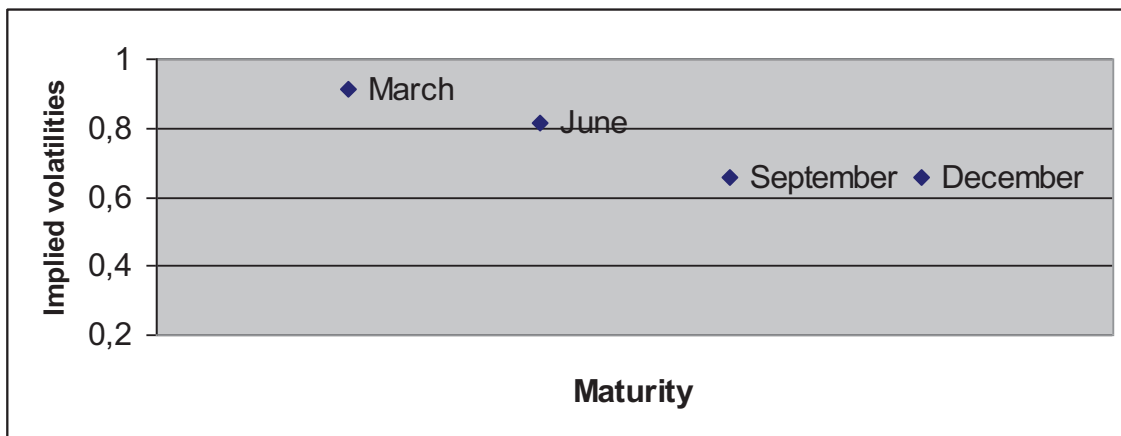 Implied volatilities
1
0,8
0,6
0,4
0,2
March
June
September
December
Maturity